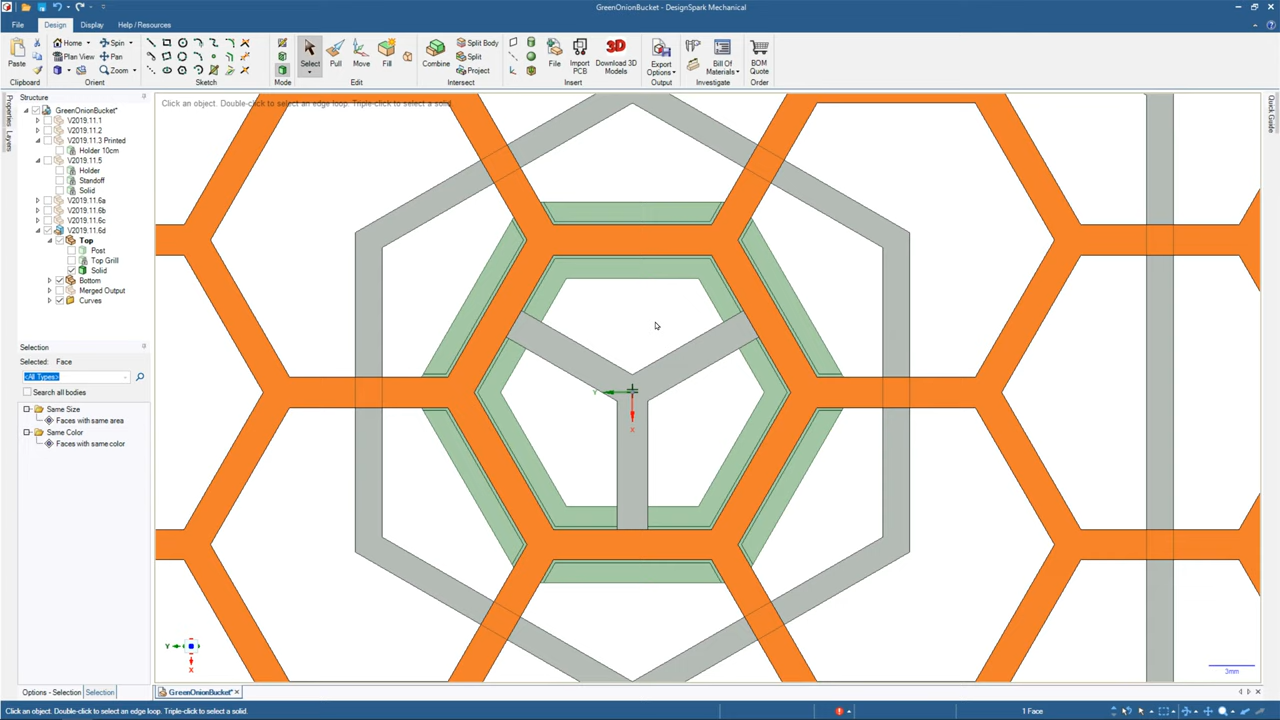 GreenOnionBucket - DesignSpark Mechanical
File Design Display Help / Resources
Paste
Home Spin
Plan View Pan
Zoom
Select Pull Move Fill
Combine
Split Body
Split
Project
File Import PCB Download 3D Models
Export Options
Bill Of Materials
BOM Quote
Clipboard Orient Sketch Mode Edit Intersect Insert Output Investigate Order
Structure
Click an object. Double-click to select an edge loop. Triple-click to select a solid.
Properties
Layers
Quick Guide
GreenOnionBucket*
V2019.11.1
V2019.11.2
V2019.11.3 Printed
Holder 10cm
V2019.11.5
Holder
Standoff
Solid
V2019.11.6a
V2019.11.6b
V2019.11.6c
V2019.11.6d
Top
Post
Top Grill
Solid
Bottom
Merged Output
Curves
Selection
Selected: Face
<All Types>
Search all bodies
Same Size
Faces with same area
Same Color
Faces with same color
Y
X
Y
X
3mm
Options - Selection Selection
GreenOnionBucket*
Click an object. Double-click to select an edge loop. Triple-click to select a solid.
1 Face